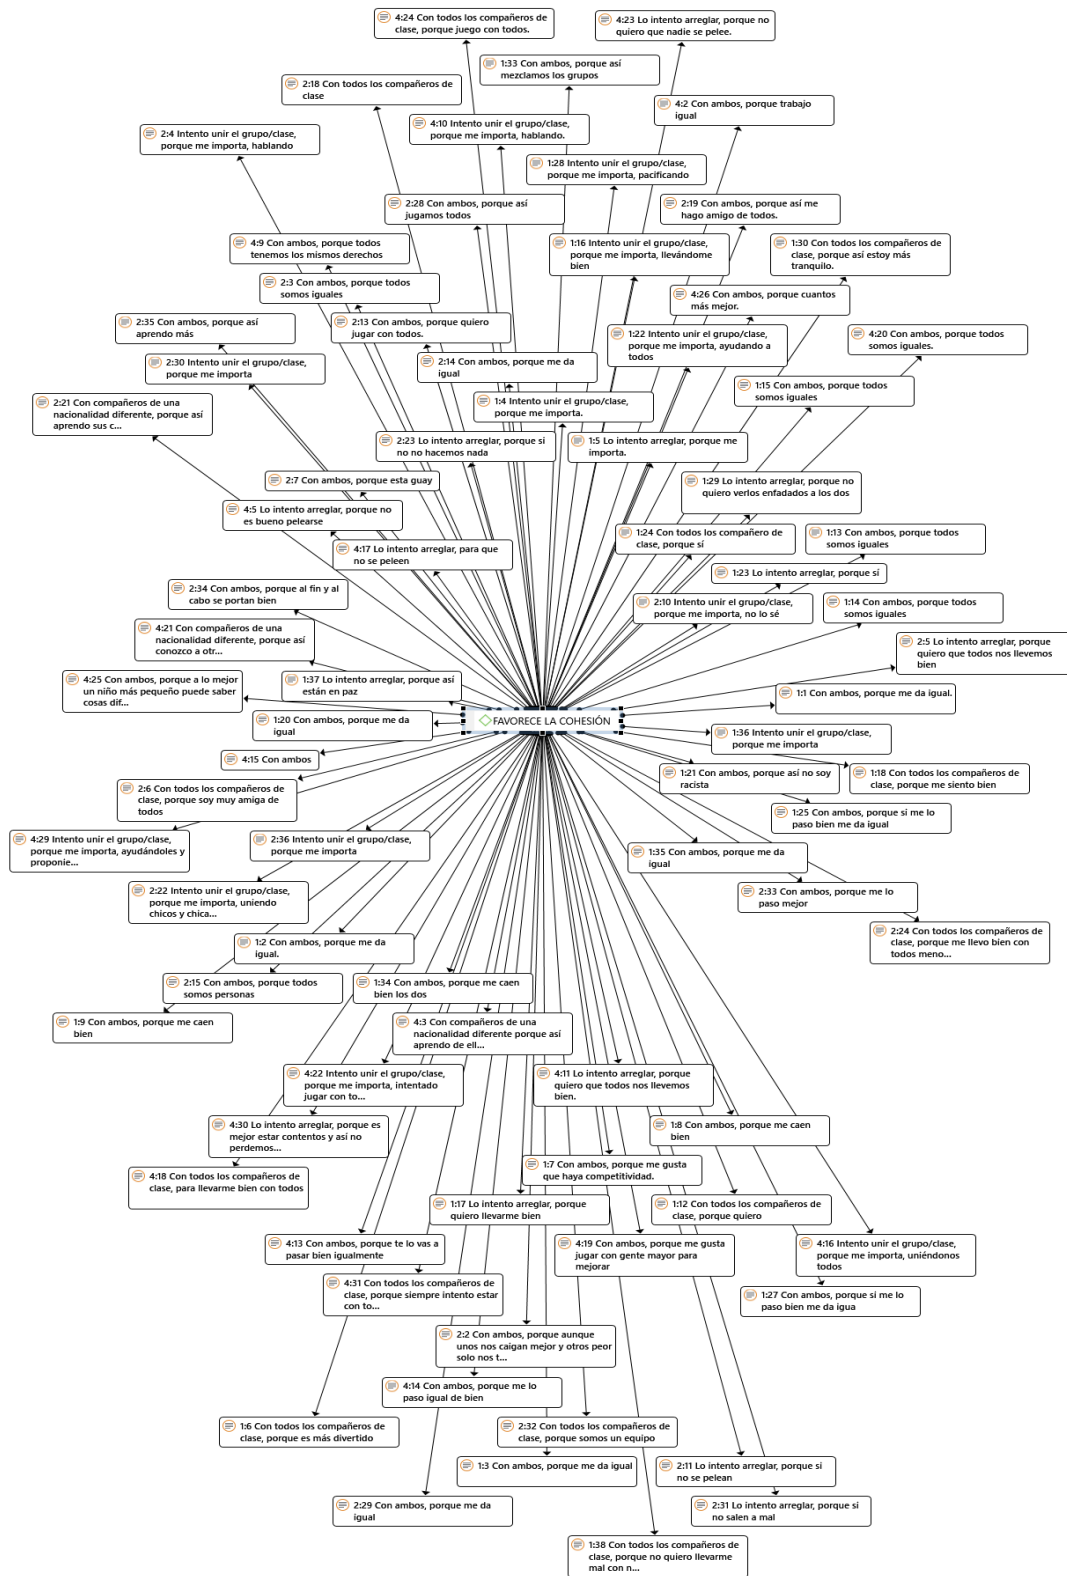 4:24 Con todos los compañeros de
clase, porque juego con todos.
4:23 Lo intento arreglar, porque no
quiero que nadie se pelee.
1:33 Con ambos, porque así
mezclamos los grupos
2:18 Con todos los compañeros de
clase
4:2 Con ambos, porque trabajo
igual
4:10 Intento unir el grupo/clase,
porque me importa, hablando.
2:4 Intento unir el grupo/clase,
porque me importa, hablando
1:28 Intento unir el grupo/clase,
porque me importa, pacificando
2:28 Con ambos, porque así
jugamos todos
2:19 Con ambos, porque así me
hago amigo de todos.
4:9 Con ambos, porque todos
tenemos los mismos derechos
1:16 Intento unir el grupo/clase,
porque me importa, llevándome
bien
1:30 Con todos los compañeros de
clase, porque así estoy más
tranquilo.
2:3 Con ambos, porque todos
somos iguales
4:26 Con ambos, porque cuantos
más mejor.
2:35 Con ambos, porque así
aprendo más
2:13 Con ambos, porque quiero
jugar con todos.
1:22 Intento unir el grupo/clase,
porque me importa, ayudando a
todos
4:20 Con ambos, porque todos
somos iguales.
2:30 Intento unir el grupo/clase,
porque me importa
2:14 Con ambos, porque me da
igual
1:15 Con ambos, porque todos
somos iguales
2:21 Con compañeros de una
nacionalidad diferente, porque así
aprendo sus c...
1:4 Intento unir el grupo/clase,
porque me importa.
2:23 Lo intento arreglar, porque si
no no hacemos nada
1:5 Lo intento arreglar, porque me
importa.
2:7 Con ambos, porque esta guay
1:29 Lo intento arreglar, porque no
quiero verlos enfadados a los dos
4:5 Lo intento arreglar, porque no
es bueno pelearse
1:24 Con todos los compañero de
clase, porque sí
1:13 Con ambos, porque todos
somos iguales
4:17 Lo intento arreglar, para que
no se peleen
1:23 Lo intento arreglar, porque sí
2:34 Con ambos, porque al fin y al
cabo se portan bien
2:10 Intento unir el grupo/clase,
porque me importa, no lo sé
1:14 Con ambos, porque todos
somos iguales
4:21 Con compañeros de una
nacionalidad diferente, porque así
conozco a otr...
2:5 Lo intento arreglar, porque
quiero que todos nos llevemos
bien
4:25 Con ambos, porque a lo mejor
un niño más pequeño puede saber
cosas dif...
1:37 Lo intento arreglar, porque así
están en paz
1:1 Con ambos, porque me da igual.
1:20 Con ambos, porque me da
igual
FAVORECE LA COHESIÓN
1:36 Intento unir el grupo/clase,
porque me importa
4:15 Con ambos
1:21 Con ambos, porque así no soy
racista
1:18 Con todos los compañeros de
clase, porque me siento bien
2:6 Con todos los compañeros de
clase, porque soy muy amiga de
todos
1:25 Con ambos, porque si me lo
paso bien me da igual
4:29 Intento unir el grupo/clase,
porque me importa, ayudándoles y
proponie...
2:36 Intento unir el grupo/clase,
porque me importa
1:35 Con ambos, porque me da
igual
2:22 Intento unir el grupo/clase,
porque me importa, uniendo
chicos y chica...
2:33 Con ambos, porque me lo
paso mejor
2:24 Con todos los compañeros de
clase, porque me llevo bien con
todos meno...
1:2 Con ambos, porque me da
igual.
2:15 Con ambos, porque todos
somos personas
1:34 Con ambos, porque me caen
bien los dos
1:9 Con ambos, porque me caen
bien
4:3 Con compañeros de una
nacionalidad diferente porque así
aprendo de ell...
4:22 Intento unir el grupo/clase,
porque me importa, intentado
jugar con to...
4:11 Lo intento arreglar, porque
quiero que todos nos llevemos
bien.
4:30 Lo intento arreglar, porque es
mejor estar contentos y así no
perdemos...
1:8 Con ambos, porque me caen
bien
4:18 Con todos los compañeros de
clase, para llevarme bien con todos
1:7 Con ambos, porque me gusta
que haya competitividad.
1:17 Lo intento arreglar, porque
quiero llevarme bien
1:12 Con todos los compañeros de
clase, porque quiero
4:13 Con ambos, porque te lo vas a
pasar bien igualmente
4:19 Con ambos, porque me gusta
jugar con gente mayor para
mejorar
4:16 Intento unir el grupo/clase,
porque me importa, uniéndonos
todos
4:31 Con todos los compañeros de
clase, porque siempre intento estar
con to...
1:27 Con ambos, porque si me lo
paso bien me da igua
2:2 Con ambos, porque aunque
unos nos caigan mejor y otros peor
solo nos t...
4:14 Con ambos, porque me lo
paso igual de bien
1:6 Con todos los compañeros de
clase, porque es más divertido
2:32 Con todos los compañeros de
clase, porque somos un equipo
1:3 Con ambos, porque me da igual
2:11 Lo intento arreglar, porque si
no se pelean
2:29 Con ambos, porque me da
igual
2:31 Lo intento arreglar, porque si
no salen a mal
1:38 Con todos los compañeros de
clase, porque no quiero llevarme
mal con n...